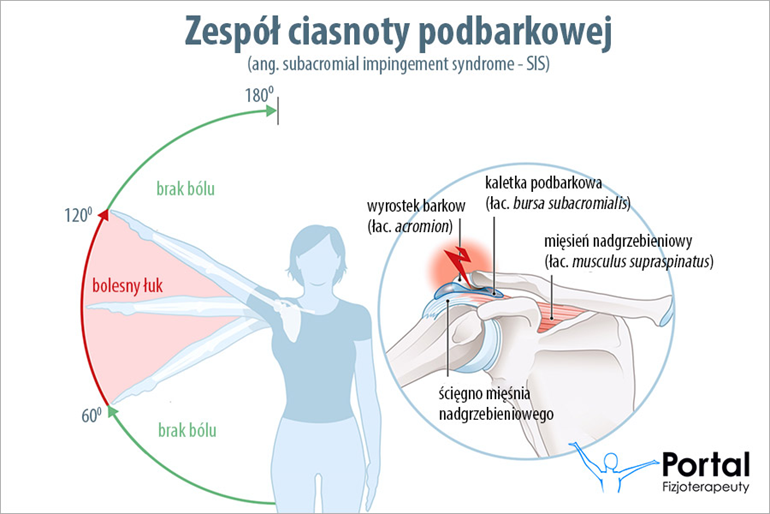 Zespół ciasnoty podbarkowej
(ang. subacromial impingement syndrome - SIS)
180⁰
brak bólu
120⁰
bolesny łuk
60⁰
brak bólu
wyrostek barkow
(łac. acromion)
kaletka podbarkowa
(łac. bursa subacromialis)
mięsień nadgrzebieniowy
(łac. musculus supraspinatus)
ścięgno mięśnia
nadgrzebieniowego
Portal
Fizjoterapeuty